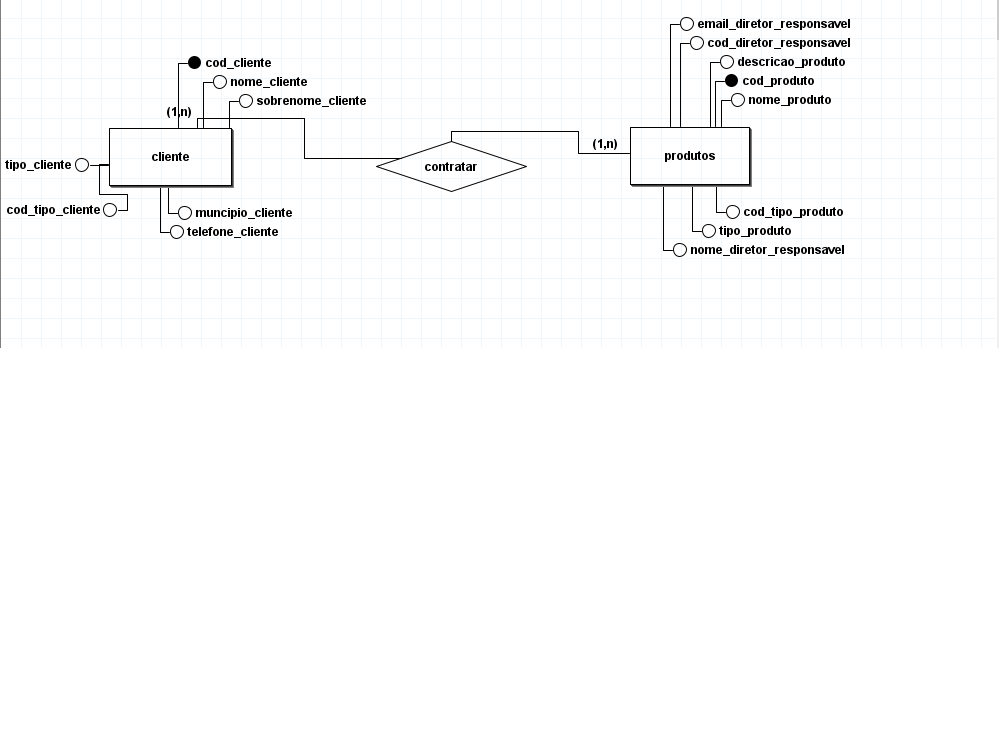 email_diretor_responsavel
cod_diretor_responsavel
cod_cliente
descricao_produto
nome_cliente
cod_produto
sobrenome_cliente
nome_produto
(1,n)
(1,n)
cliente
produtos
tipo_cliente
contratar
cod_tipo_cliente
muncipio_cliente
cod_tipo_produto
telefone_cliente
tipo_produto
nome_diretor_responsavel